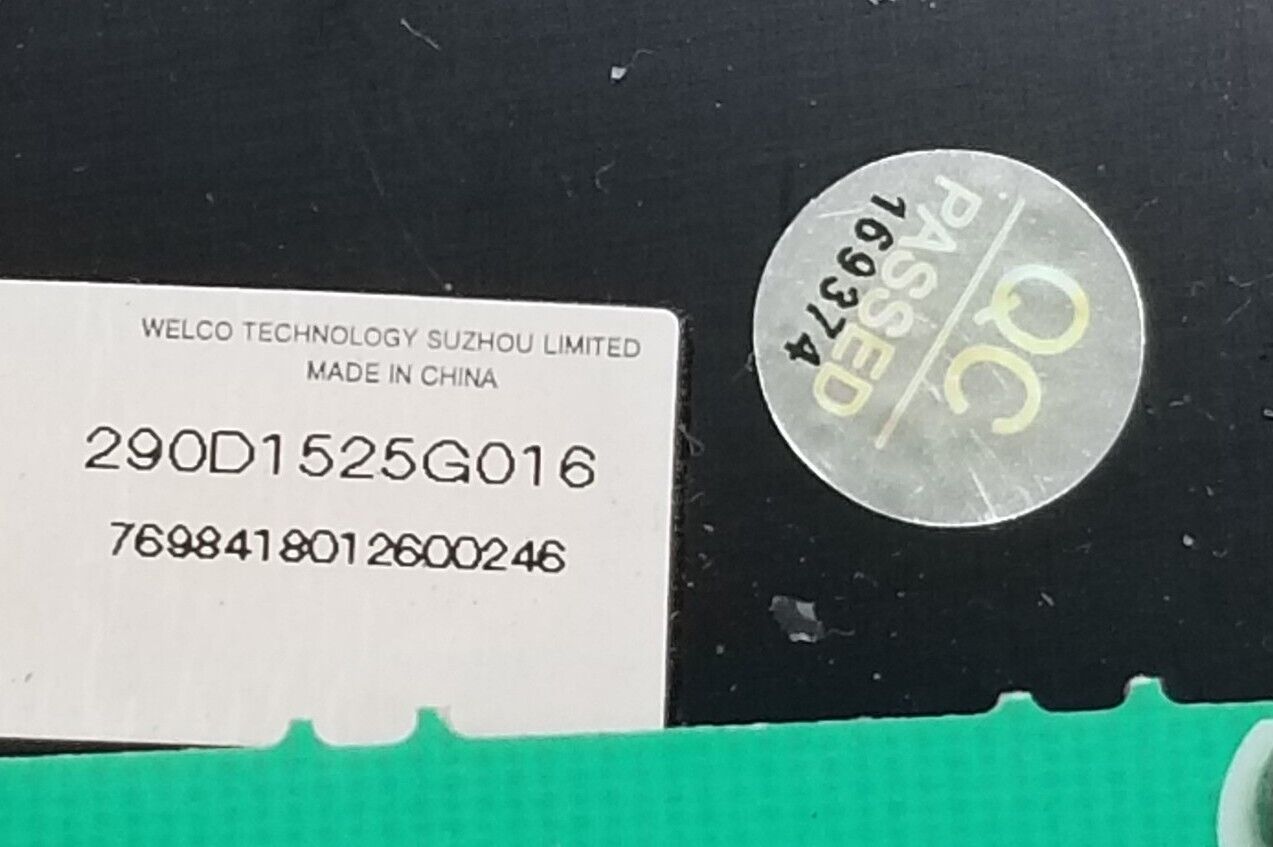 WELCO TECHNOLOGY SUZHOU LIMITED
MADE IN CHINA
290D1525G016
7698418012600246
QC
PASSED
169374